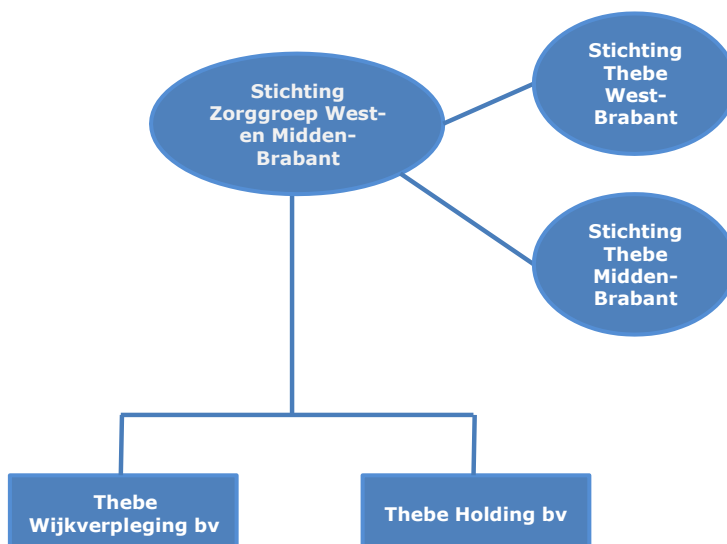 Stichting
Zorggroep West-
en Midden-
Brabant
Stichting
Thebe
West-
Brabant
Stichting
Thebe
Midden-
Brabant
Thebe
Wijkverpleging bv
Thebe Holding bv